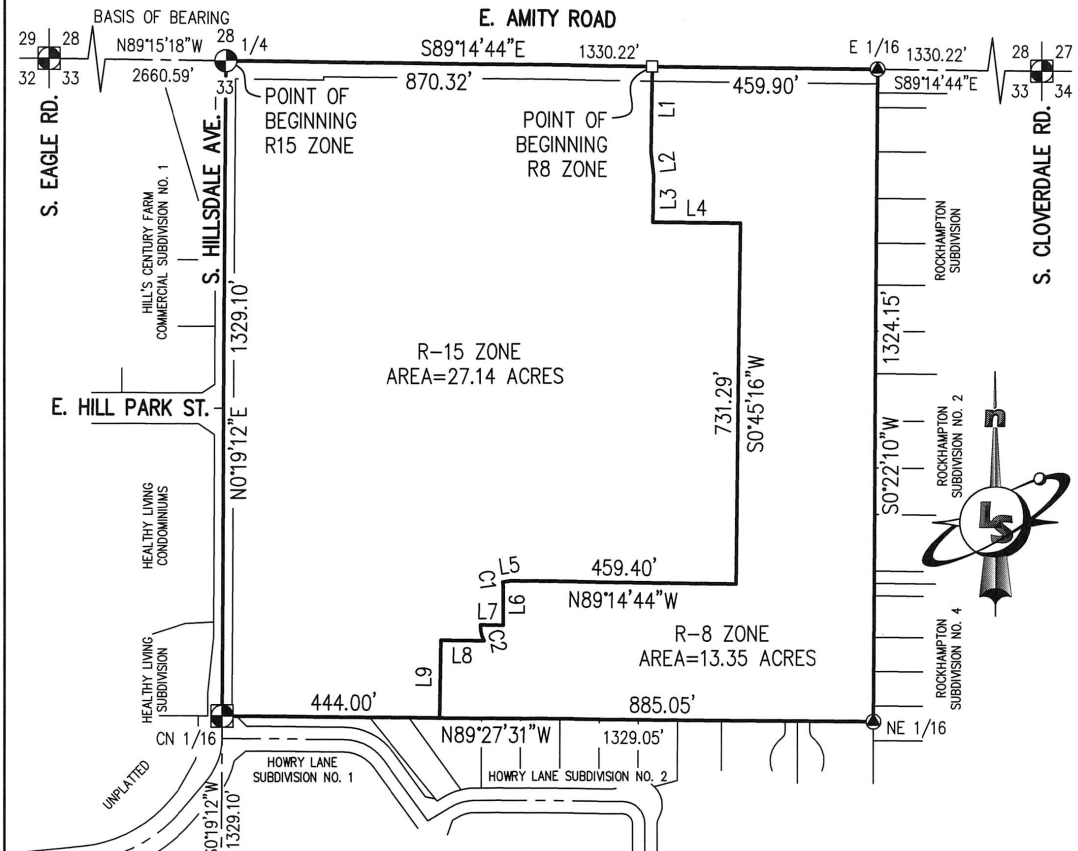 BASIS OF BEARING
E. AMITY ROAD
29 28
32 33
N89°15'18"W
2660.59'
28
1/4
33
S89°14'44"E
1330.22'
870.32'
459.90'
E 1/16
1330.22'
S89°14'44"E
28 27
33 34
S. EAGLE RD.
S. CLOVERDALE RD.
POINT OF
BEGINNING
R15 ZONE
POINT OF
BEGINNING
R8 ZONE
L1
L2
L3
L4
S. HILLSDALE AVE.
HILL'S CENTURY FARM
COMMERCIAL SUBDIVISION NO. 1
1329.10'
N0°19'12"E
ROCKHAMPTON
SUBDIVISION
1324.15'
S0°22'10"W
R-15 ZONE
AREA=27.14 ACRES
731.29'
S0°45'16"W
E. HILL PARK ST.
ROCKHAMPTON
SUBDIVISION NO. 2
n
LS
HEALTHY LIVING
CONDOMINIUMS
L5
C1
459.40'
N89°14'44"W
L6
L7
C2
L8
L9
R-8 ZONE
AREA=13.35 ACRES
HEALTHY LIVING
SUBDIVISION
ROCKHAMPTON
SUBDIVISION NO. 4
444.00'
885.05'
CN 1/16
N89°27'31"W
1329.05'
NE 1/16
HOWRY LANE
SUBDIVISION NO. 1
HOWRY LANE SUBDIVISION NO. 2
UNPLATTED
S0°19'12"W
1329.10'